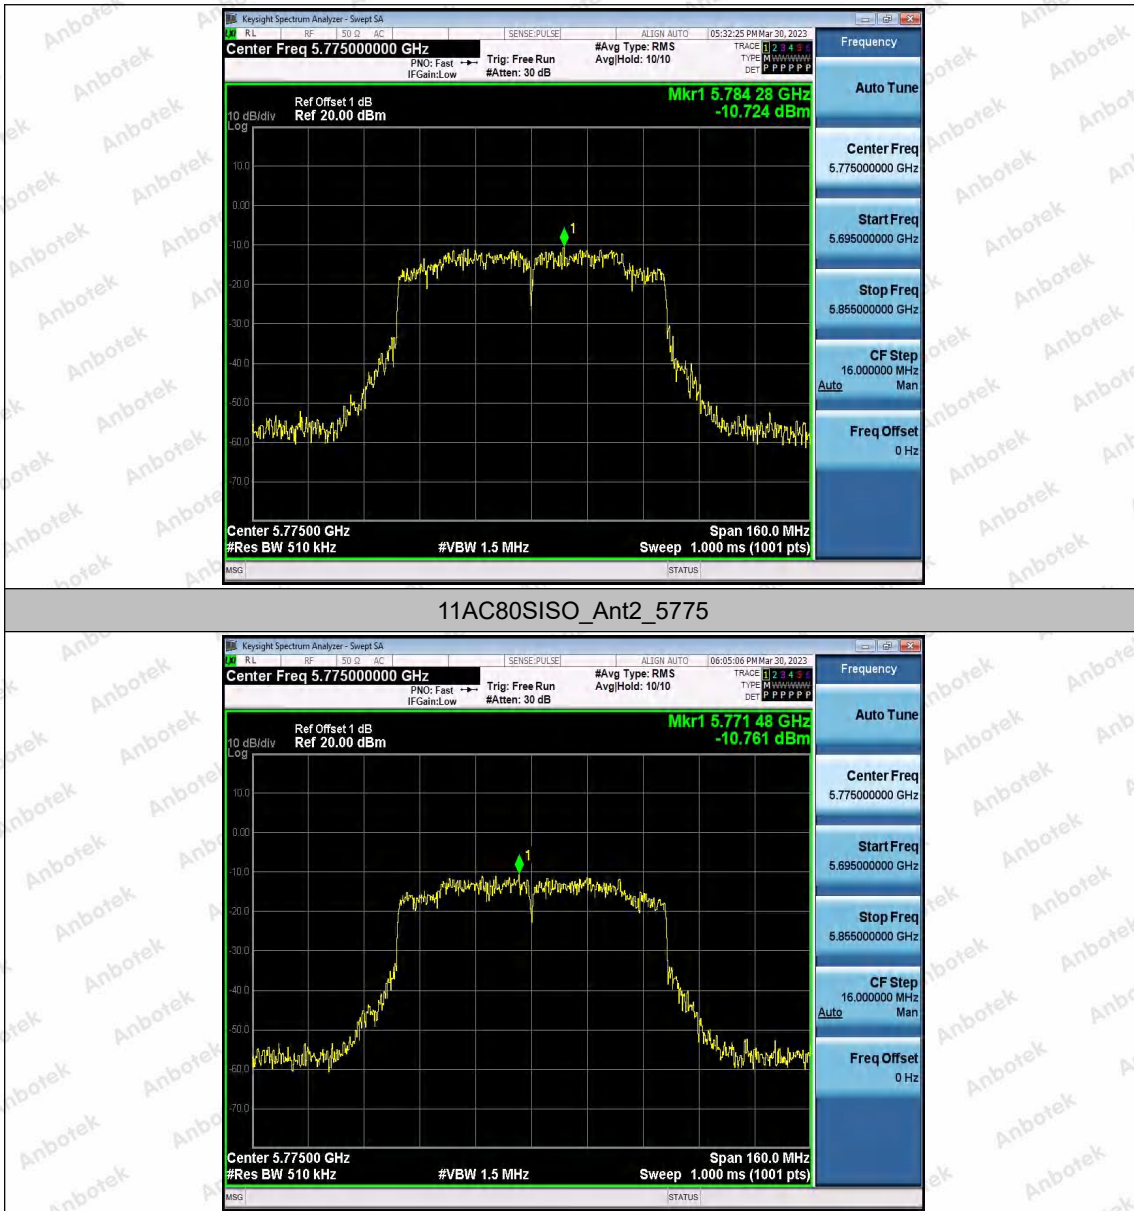 Keysight Spectrum Analyzer - Swept SA
RL RF 50 Ω AC SENSE:PULSE ALIGN AUTO 05:32:25 PM Mar 30, 2023
Center Freq 5.775000000 GHz
PNO: Fast
IFGain:Low
Trig: Free Run
#Atten: 30 dB
#Avg Type: RMS
Avg|Hold: 10/10
TRACE 1 2 3 4 5 6
TYPE M W W W W W
DET P P P P P P
Mkr1 5.784 28 GHz
-10.724 dBm
Ref Offset 1 dB
Ref 20.00 dBm
10 dB/div
Log
10.0
0.00
-10.0
-20.0
-30.0
-40.0
-50.0
-60.0
-70.0
1
Center 5.77500 GHz
Span 160.0 MHz
#Res BW 510 kHz
#VBW 1.5 MHz
Sweep 1.000 ms (1001 pts)
MSG
STATUS
Frequency
Auto Tune
Center Freq
5.775000000 GHz
Start Freq
5.695000000 GHz
Stop Freq
5.855000000 GHz
CF Step
16.000000 MHz
Auto Man
Freq Offset
0 Hz
11AC80SISO_Ant2_5775
Keysight Spectrum Analyzer - Swept SA
RL RF 50 Ω AC SENSE:PULSE ALIGN AUTO 06:05:06 PM Mar 30, 2023
Center Freq 5.775000000 GHz
PNO: Fast
IFGain:Low
Trig: Free Run
#Atten: 30 dB
#Avg Type: RMS
Avg|Hold: 10/10
TRACE 1 2 3 4 5 6
TYPE M W W W W W
DET P P P P P P
Mkr1 5.771 48 GHz
-10.761 dBm
Ref Offset 1 dB
Ref 20.00 dBm
10 dB/div
Log
10.0
0.00
-10.0
-20.0
-30.0
-40.0
-50.0
-60.0
-70.0
1
Center 5.77500 GHz
Span 160.0 MHz
#Res BW 510 kHz
#VBW 1.5 MHz
Sweep 1.000 ms (1001 pts)
MSG
STATUS
Frequency
Auto Tune
Center Freq
5.775000000 GHz
Start Freq
5.695000000 GHz
Stop Freq
5.855000000 GHz
CF Step
16.000000 MHz
Auto Man
Freq Offset
0 Hz
Anbotek